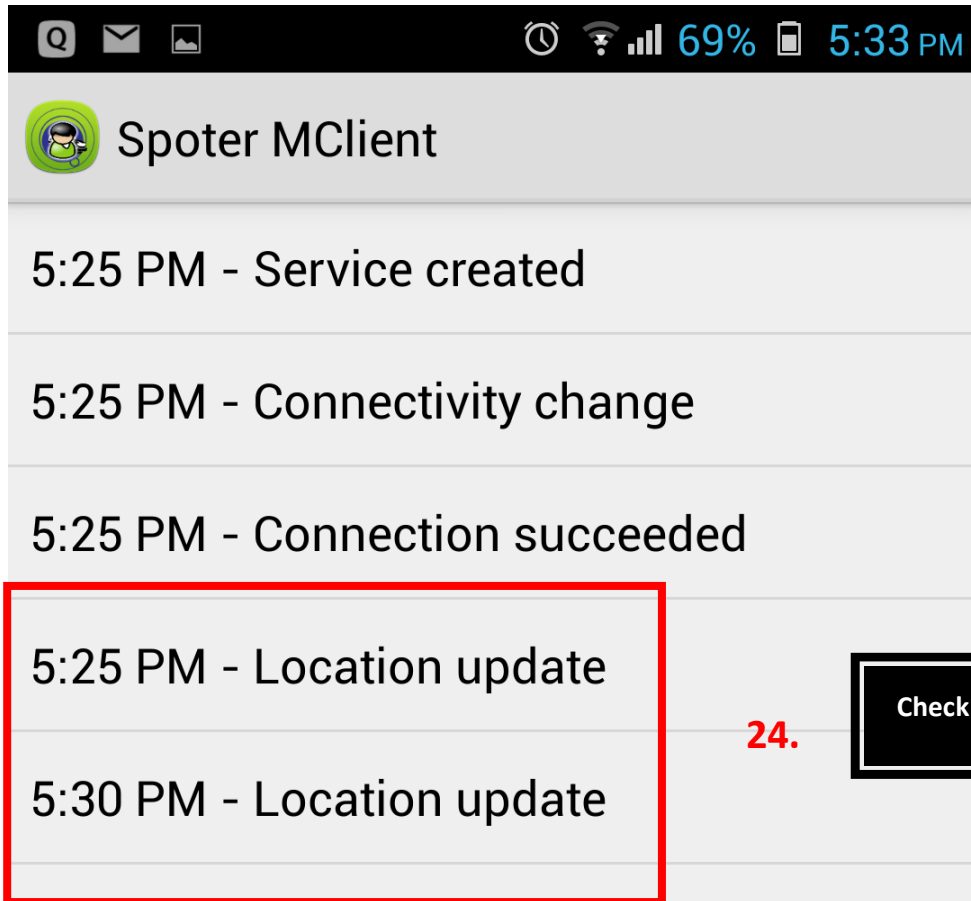 Q 69% 5:33 PM
Spoter MClient
5:25 PM - Service created
5:25 PM - Connectivity change
5:25 PM - Connection succeeded
5:25 PM - Location update
24.
Check
5:30 PM - Location update